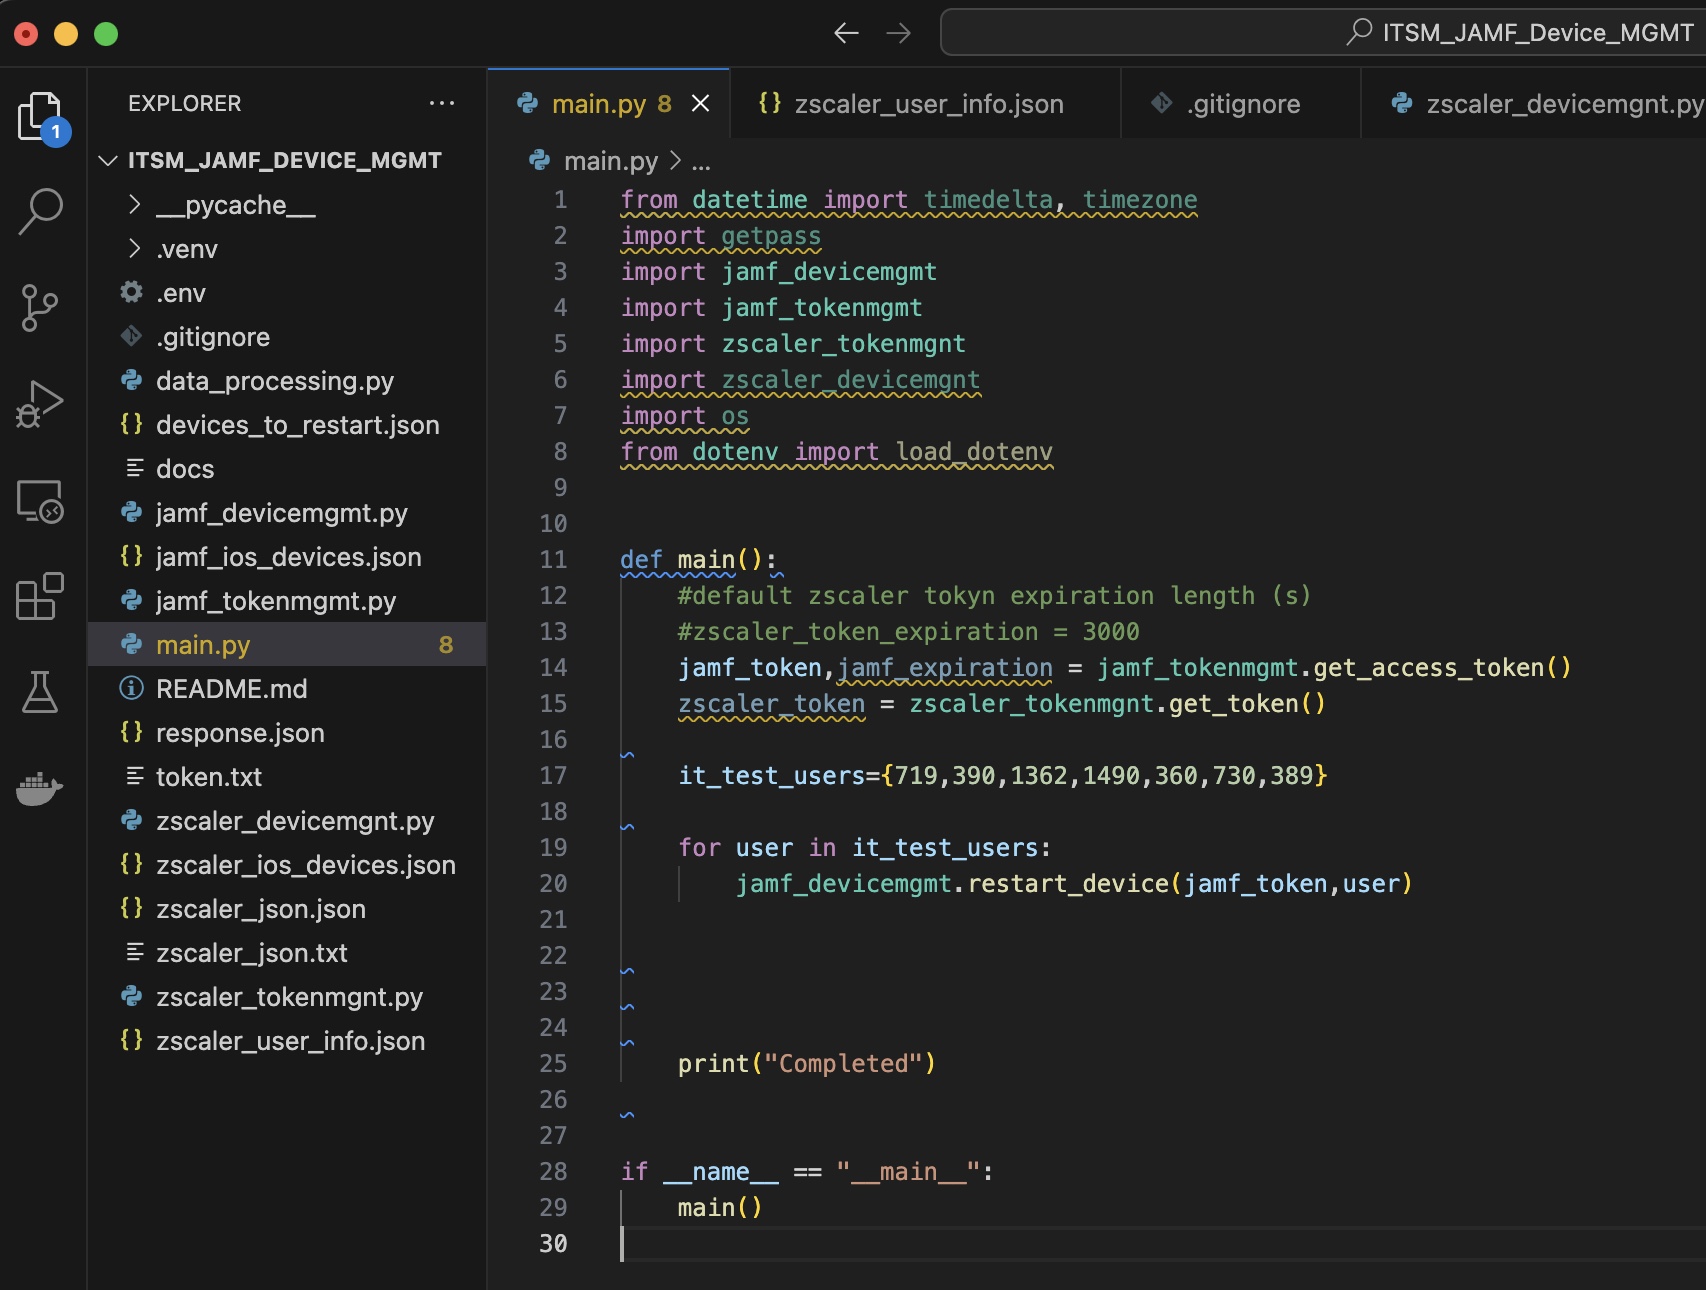 ITSM_JAMF_Device_MGMT
1
EXPLORER
ITSM_JAMF_DEVICE_MGMT
__pycache__
.venv
.env
.gitignore
data_processing.py
devices_to_restart.json
docs
jamf_devicemgmt.py
jamf_ios_devices.json
jamf_tokenmgmt.py
main.py 8
README.md
response.json
token.txt
zscaler_devicemgnt.py
zscaler_ios_devices.json
zscaler_json.json
zscaler_json.txt
zscaler_tokenmgnt.py
zscaler_user_info.json
main.py 8
zscaler_user_info.json
.gitignore
zscaler_devicemgnt.py
main.py > ...
1 from datetime import timedelta, timezone
2 import getpass
3 import jamf_devicemgmt
4 import jamf_tokenmgmt
5 import zscaler_tokenmgnt
6 import zscaler_devicemgnt
7 import os
8 from dotenv import load_dotenv
9
10
11 def main():
12 #default zscaler tokyn expiration length (s)
13 #zscaler_token_expiration = 3000
14 jamf_token,jamf_expiration = jamf_tokenmgmt.get_access_token()
15 zscaler_token = zscaler_tokenmgnt.get_token()
16
17 it_test_users={719,390,1362,1490,360,730,389}
18
19 for user in it_test_users:
20 jamf_devicemgmt.restart_device(jamf_token,user)
21
22
23
24
25 print("Completed")
26
27
28 if __name__ == "__main__":
29 main()
30